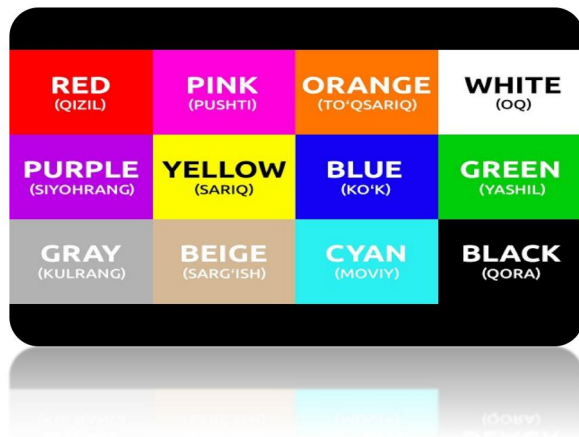 RED PINK ORANGE WHITE
(QIZIL) (PUSHTI) (TO‘QSARIQ) (OQ)
PURPLE YELLOW BLUE GREEN
(SIYOHRANG) (SARIQ) (KO‘K) (YASHIL)
GRAY BEIGE CYAN BLACK
(KULRANG) (SARG‘ISH) (MOVIY) (QORA)